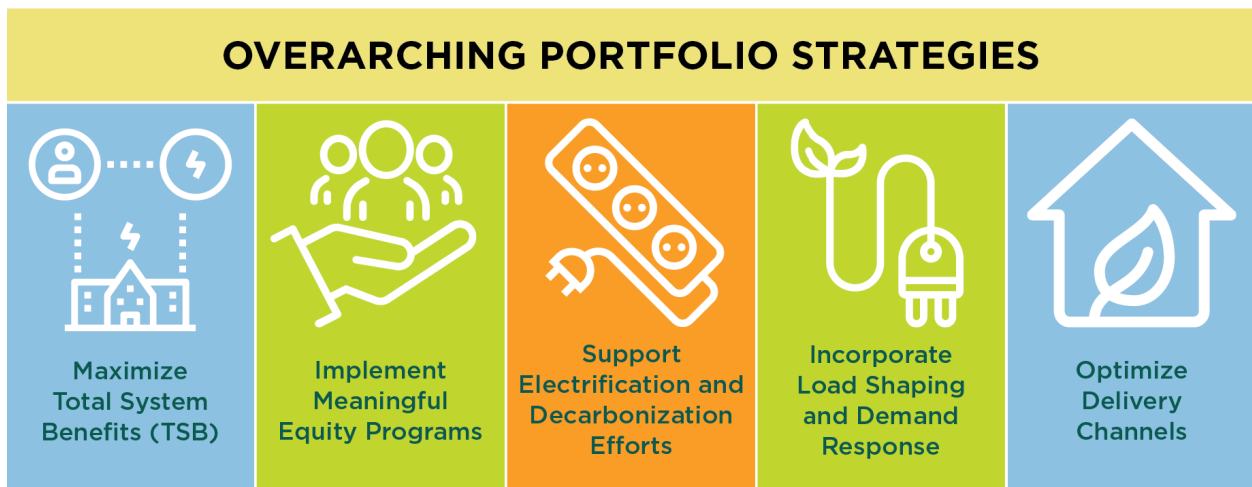 OVERARCHING PORTFOLIO STRATEGIES
Maximize
Total System
Benefits (TSB)
Implement
Meaningful
Equity Programs
Support
Electrification and
Decarbonization
Efforts
Incorporate
Load Shaping
and Demand
Response
Optimize
Delivery
Channels